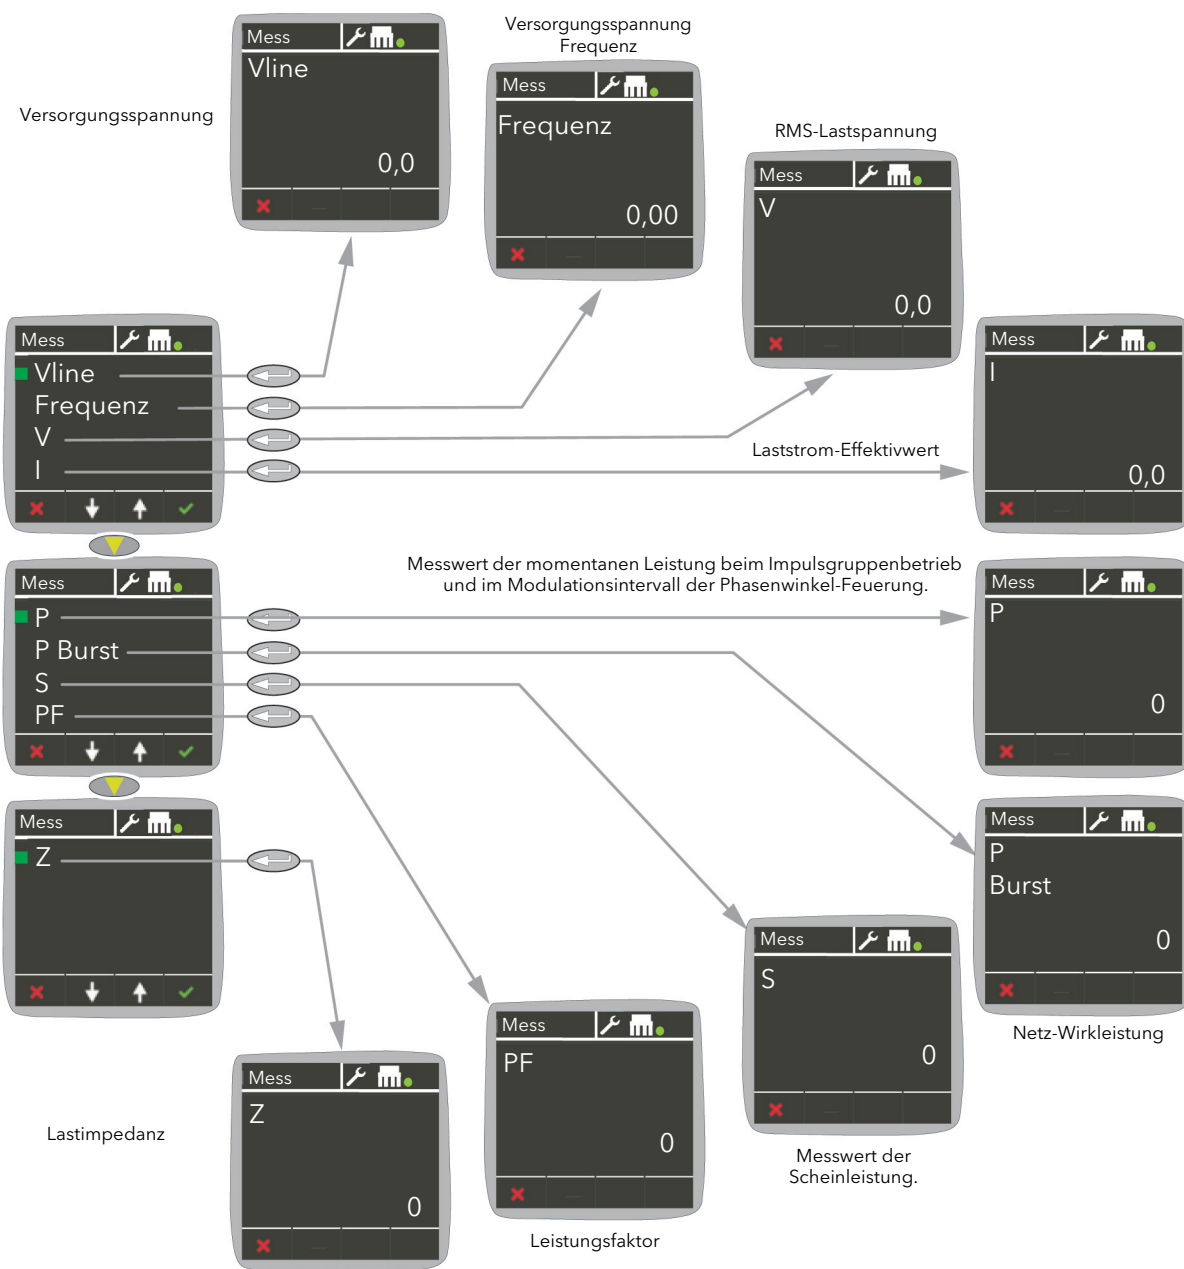 Versorgungsspannung
Mess
Vline
0,0
Versorgungsspannung
Frequenz
Mess
Frequenz
0,00
RMS-Lastspannung
Mess
V
0,0
Mess
Vline
Frequenz
V
I
Laststrom-Effektivwert
Mess
I
0,0
Messwert der momentanen Leistung beim Impulsgruppenbetrieb
und im Modulationsintervall der Phasenwinkel-Feuerung.
Mess
P
P Burst
S
PF
Mess
P
0
Mess
Z
Mess
P
Burst
0
Netz-Wirkleistung
Mess
S
0
Messwert der
Scheinleistung.
Mess
PF
0
Leistungsfaktor
Lastimpedanz
Mess
Z
0